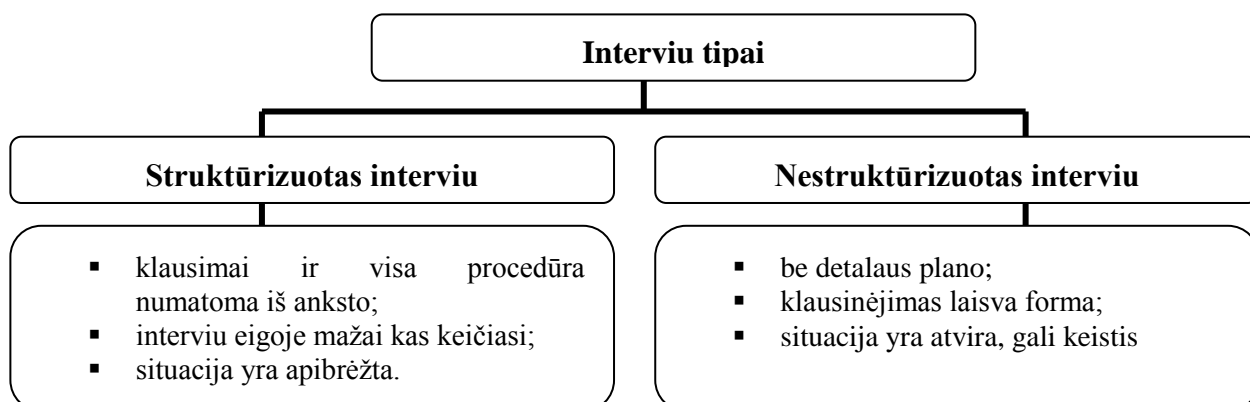 Interviu tipai
Struktūrizuotas interviu
▪ klausimai ir visa procedūra
numatoma iš anksto;
▪ interviu eigoje mažai kas keičiasi;
▪ situacija yra apibrėžta.
Nestruktūrizuotas interviu
▪ be detalaus plano;
▪ klausinėjimas laisva forma;
▪ situacija yra atvira, gali keistis